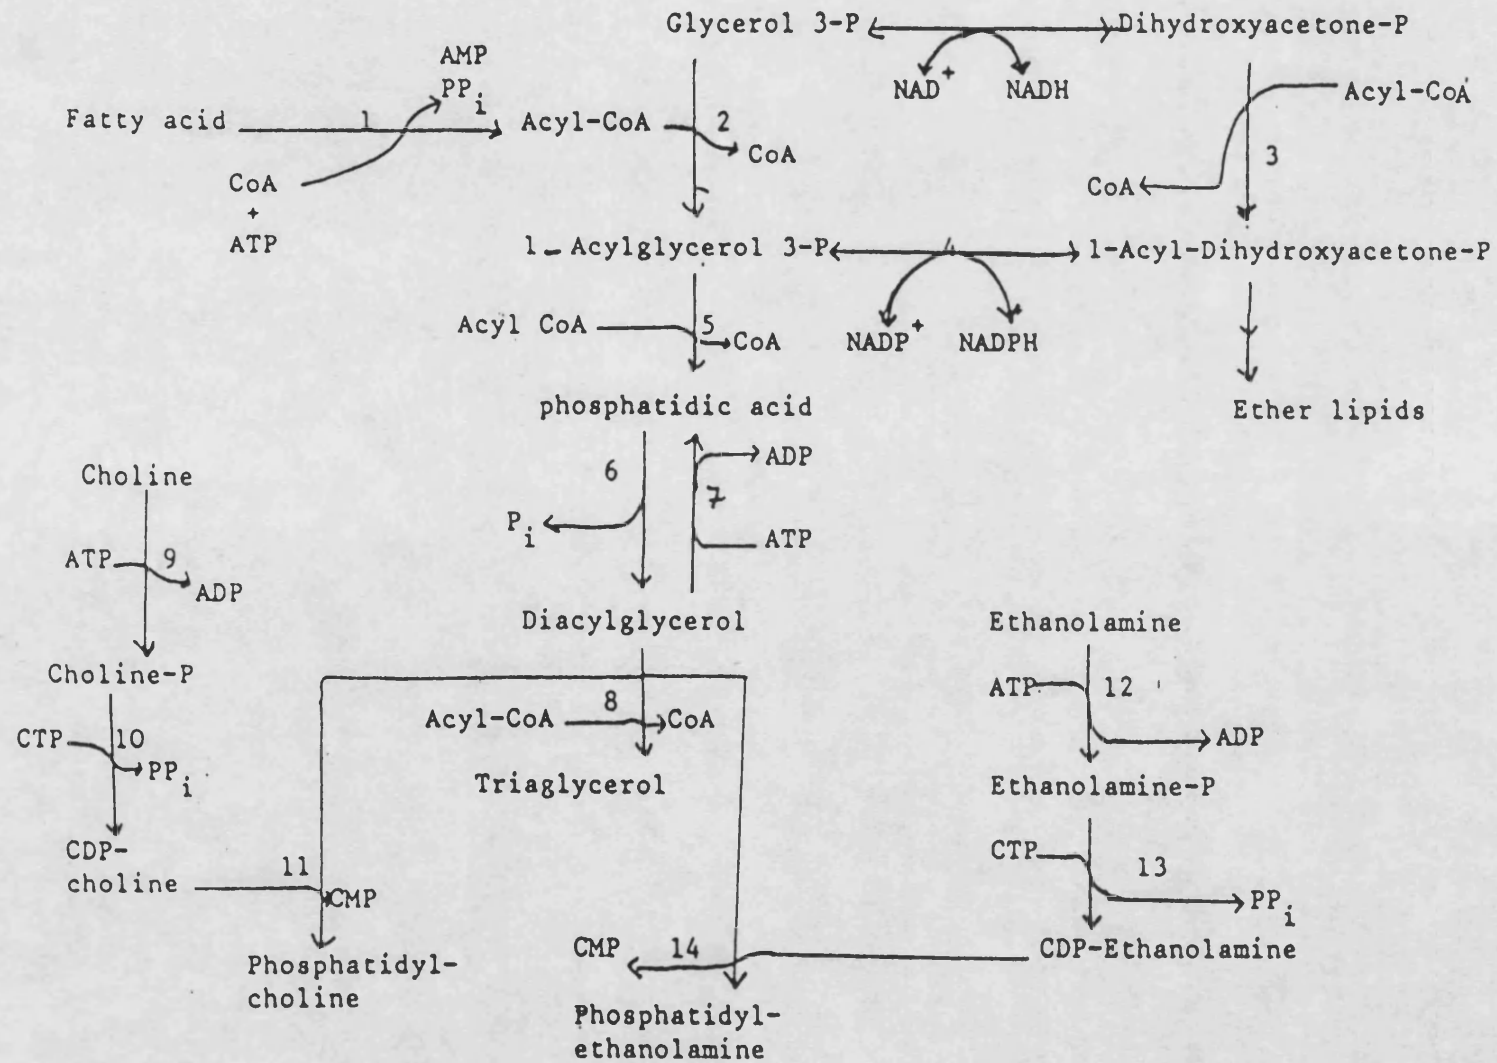 Glycerol 3-P
Dihydroxyacetone-P
AMP
PPi
NAD+
NADH
Acyl-CoA
Fatty acid
1
Acyl-CoA
2
CoA
3
CoA
CoA
+
ATP
1-Acylglycerol 3-P
4
1-Acyl-Dihydroxyacetone-P
Acyl CoA
5
CoA
NADP+
NADPH
phosphatidic acid
Ether lipids
Choline
6
ADP
7
Pi
ATP
ATP
9
ADP
Diacylglycerol
Ethanolamine
Choline-P
ATP
12
Acyl-CoA
8
CoA
CTP
10
PPi
ADP
Triaglycerol
Ethanolamine-P
CDP-
choline
11
CMP
CTP
13
PPi
CMP
14
CDP-Ethanolamine
Phosphatidyl-
choline
Phosphatidyl-
ethanolamine